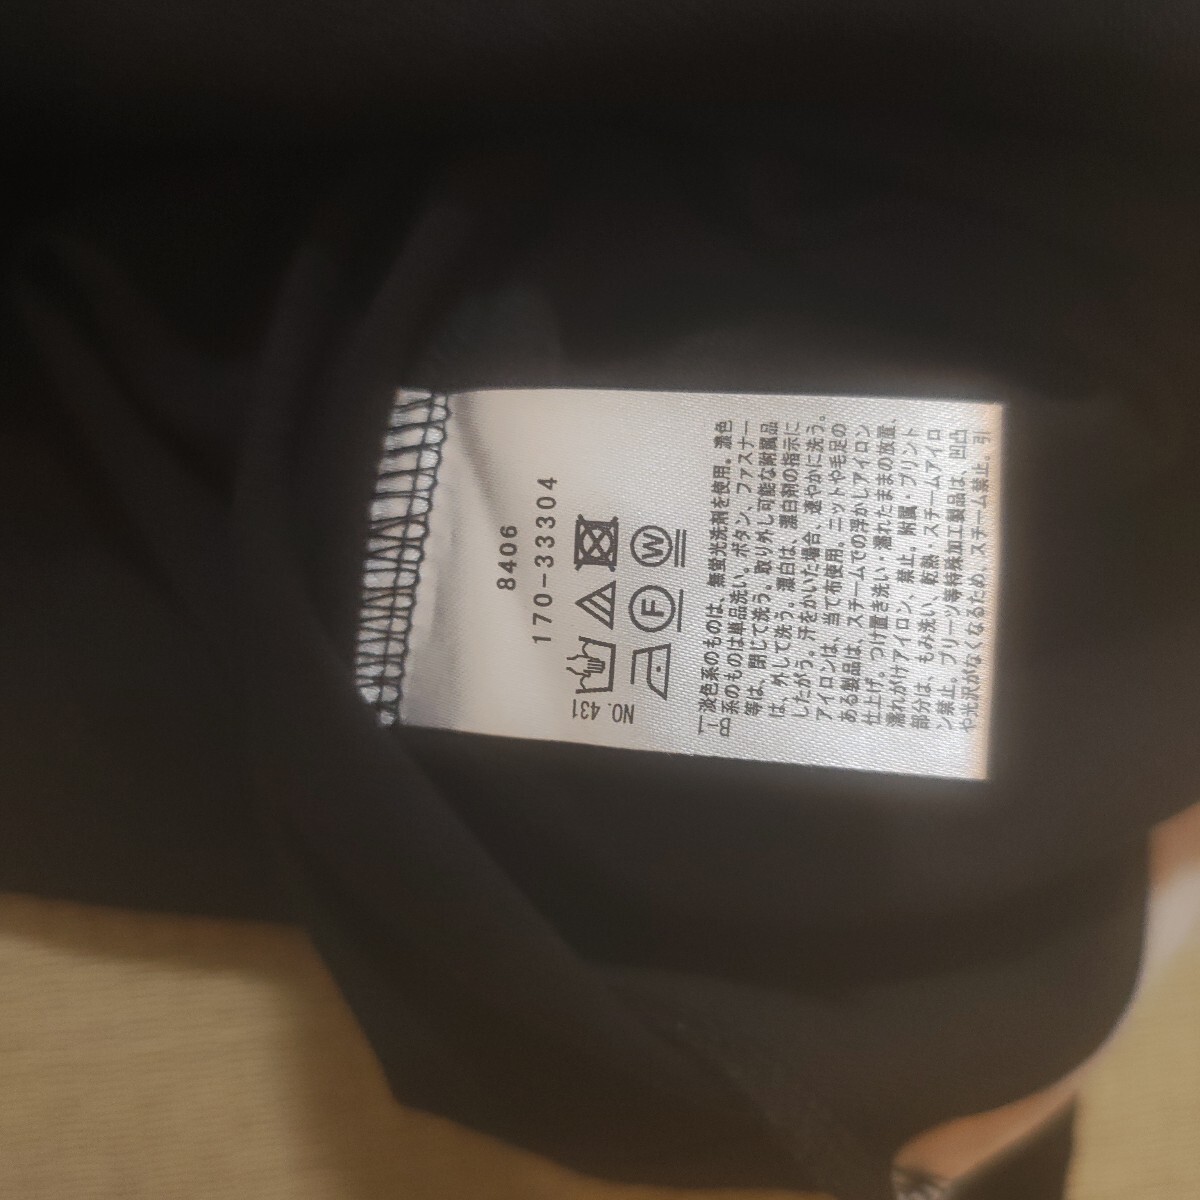 8406
170-33304
W
F
NO. 431
淡色系のものは、無蛍光洗剤を使用。濃色
系のものは単品洗い。ボタン、ファスナー
等は、閉じて洗う。取り外し可能な附属品
は、外して洗う。漂白は、漂白剤の指示に
したがう。汗をかいた場合、速やかに洗う。
アイロンは、当て布使用。ニットや毛足の
ある製品は、スチームでの浮かしアイロン
仕上げ。つけ置き洗い・濡れたままの放置、
濡れがけアイロン、禁止。附属・プリント
部分は、もみ洗い、乾熱・スチームアイロ
ン禁止。プリーツ等特殊加工製品は、凹凸
や光沢がなくなるため、スチーム禁止。引